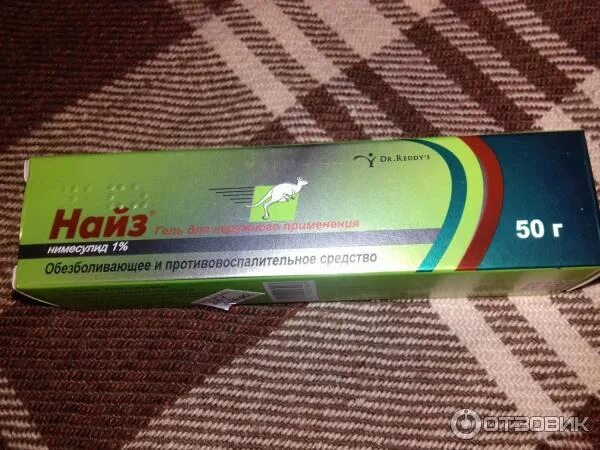 DR.REDDY'S
Найз®
Гель для наружного применения
нимесулид 1%
50 г
Обезболивающее и противовоспалительное средство
ОТЗОВИК